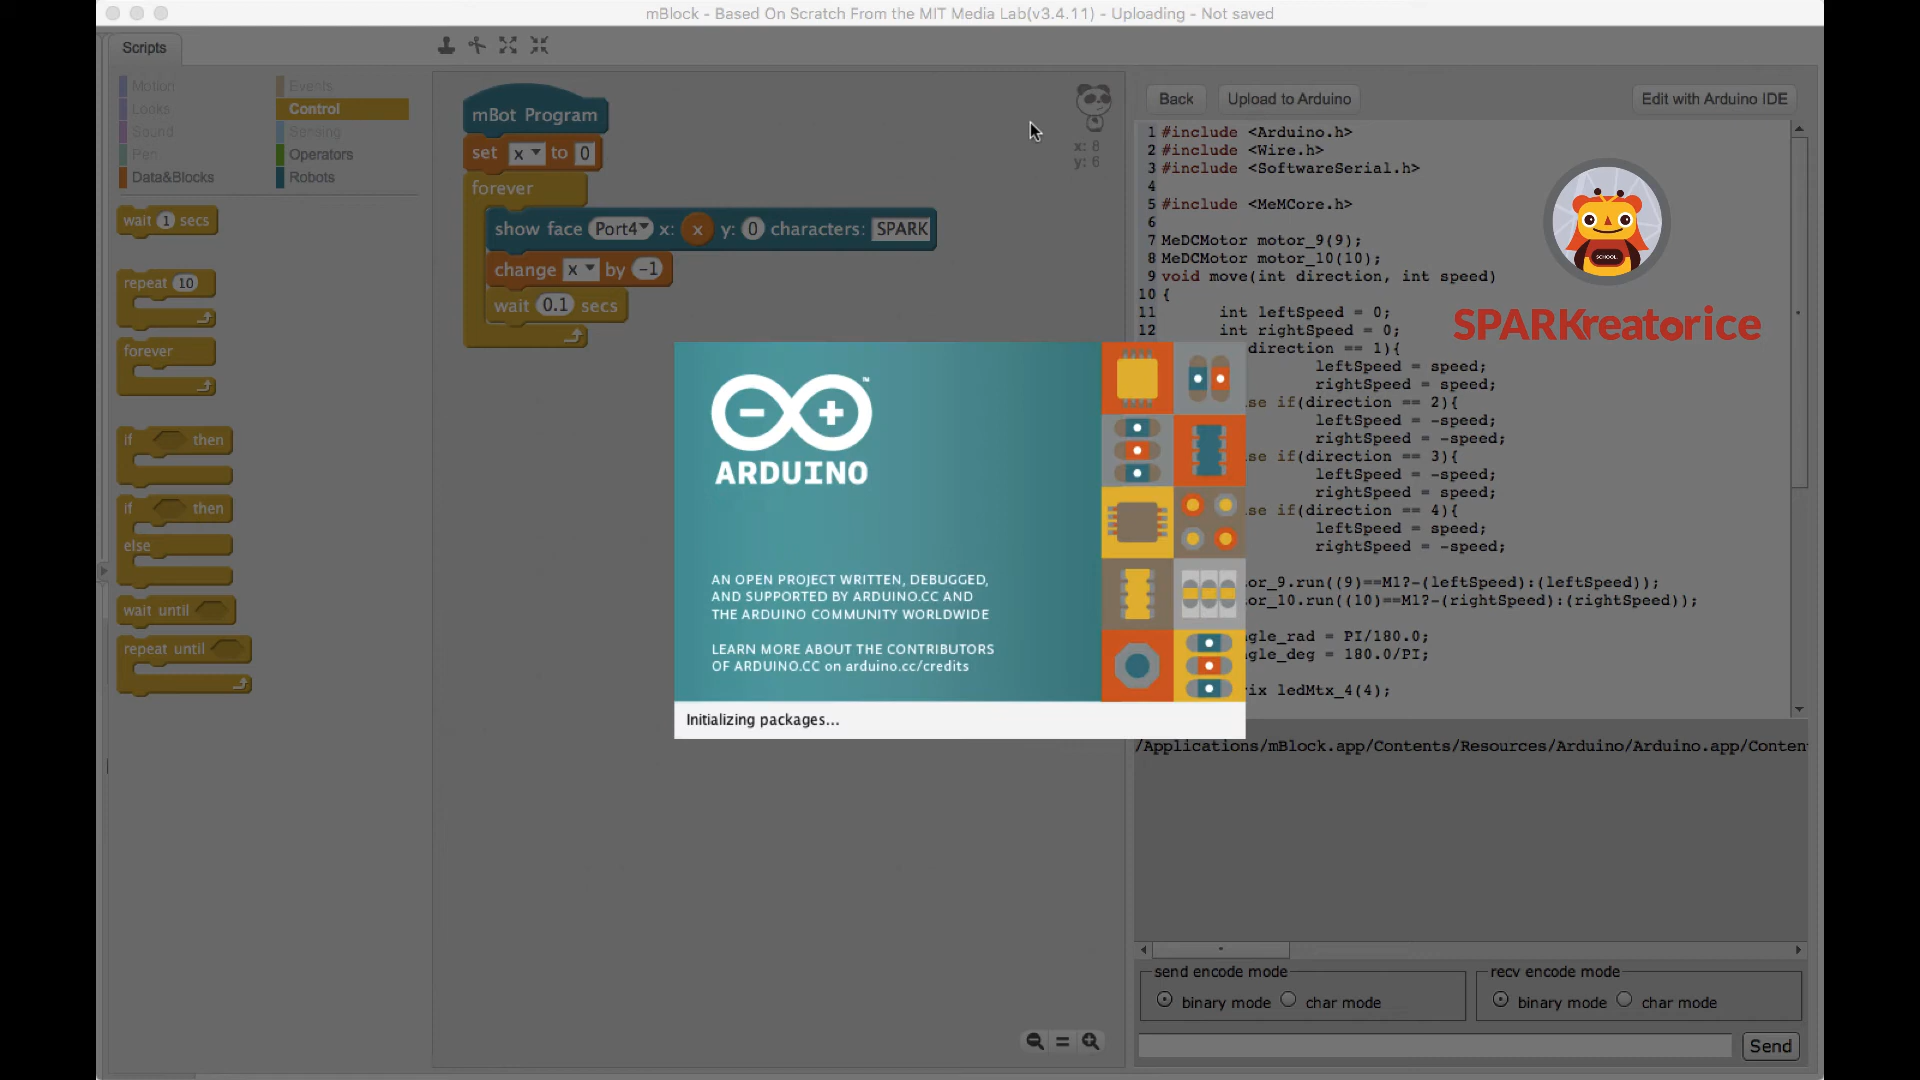 mBlock - Based On Scratch From the MIT Media Lab(v3.4.11) - Uploading - Not saved
Scripts
Motion
Looks
Sound
Pen
Data&Blocks
Events
Control
Sensing
Operators
Robots
wait 1 secs
repeat 10
forever
if then
if then
else
wait until
repeat until
mBot Program
set x to 0
forever
show face Port4 x: x y: 0 characters: SPARK
change x by -1
wait 0.1 secs
x: 8
y: 6
Back
Upload to Arduino
Edit with Arduino IDE
1 #include <Arduino.h>
2 #include <Wire.h>
3 #include <SoftwareSerial.h>
4
5 #include <MeMCore.h>
6
7 MeDCMotor motor_9(9);
8 MeDCMotor motor_10(10);
9 void move(int direction, int speed)
10 {
11 int leftSpeed = 0;
12 int rightSpeed = 0;
direction == 1){
leftSpeed = speed;
rightSpeed = speed;
se if(direction == 2){
leftSpeed = -speed;
rightSpeed = -speed;
se if(direction == 3){
leftSpeed = -speed;
rightSpeed = speed;
se if(direction == 4){
leftSpeed = speed;
rightSpeed = -speed;
or_9.run((9)==M1?-(leftSpeed):(leftSpeed));
or_10.run((10)==M1?-(rightSpeed):(rightSpeed));
gle_rad = PI/180.0;
gle_deg = 180.0/PI;
ix ledMtx_4(4);
SCHOOL
SPARKreatorice
ARDUINO
TM
AN OPEN PROJECT WRITTEN, DEBUGGED,
AND SUPPORTED BY ARDUINO.CC AND
THE ARDUINO COMMUNITY WORLDWIDE
LEARN MORE ABOUT THE CONTRIBUTORS
OF ARDUINO.CC on arduino.cc/credits
Initializing packages...
/Applications/mBlock.app/Contents/Resources/Arduino/Arduino.app/Conten
send encode mode
binary mode
char mode
recv encode mode
binary mode
char mode
Send